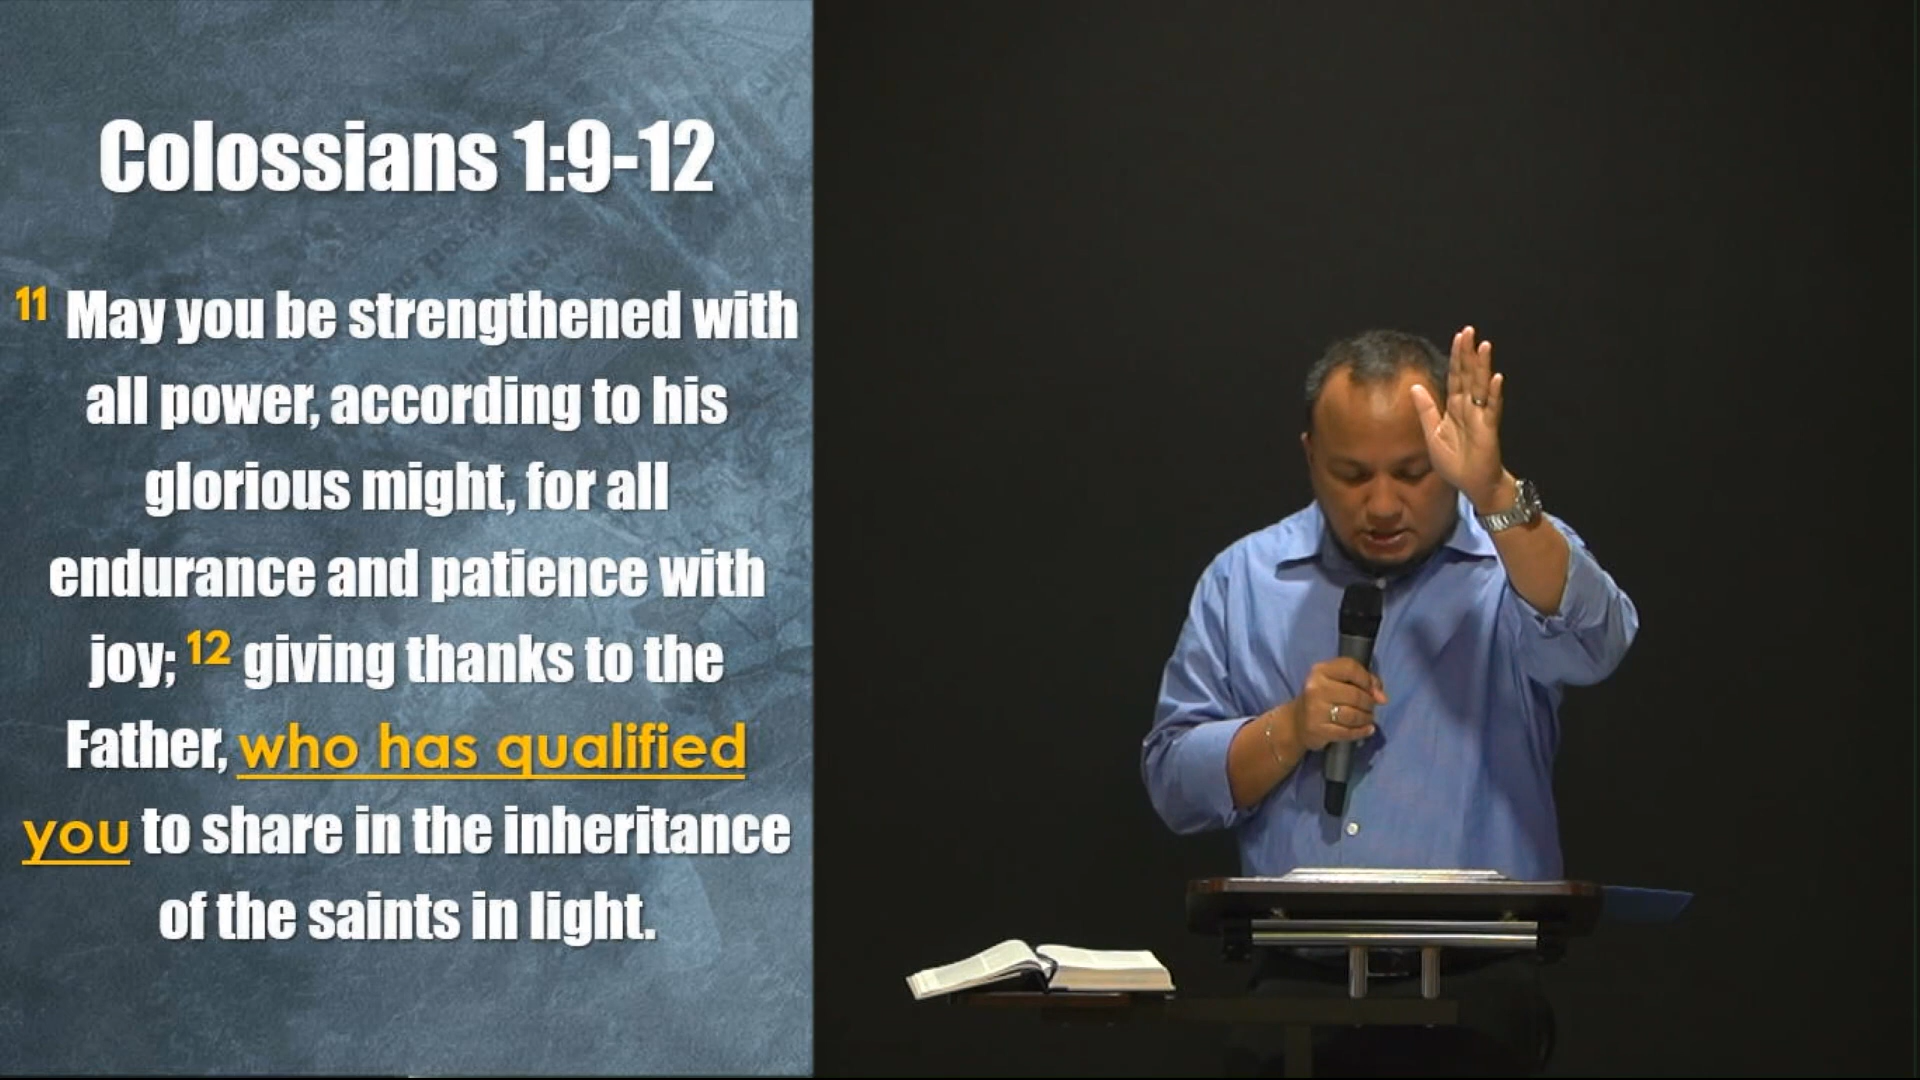 Colossians 1:9-12
11 May you be strengthened with
all power, according to his
glorious might, for all
endurance and patience with
joy; 12 giving thanks to the
Father, who has qualified
you to share in the inheritance
of the saints in light.